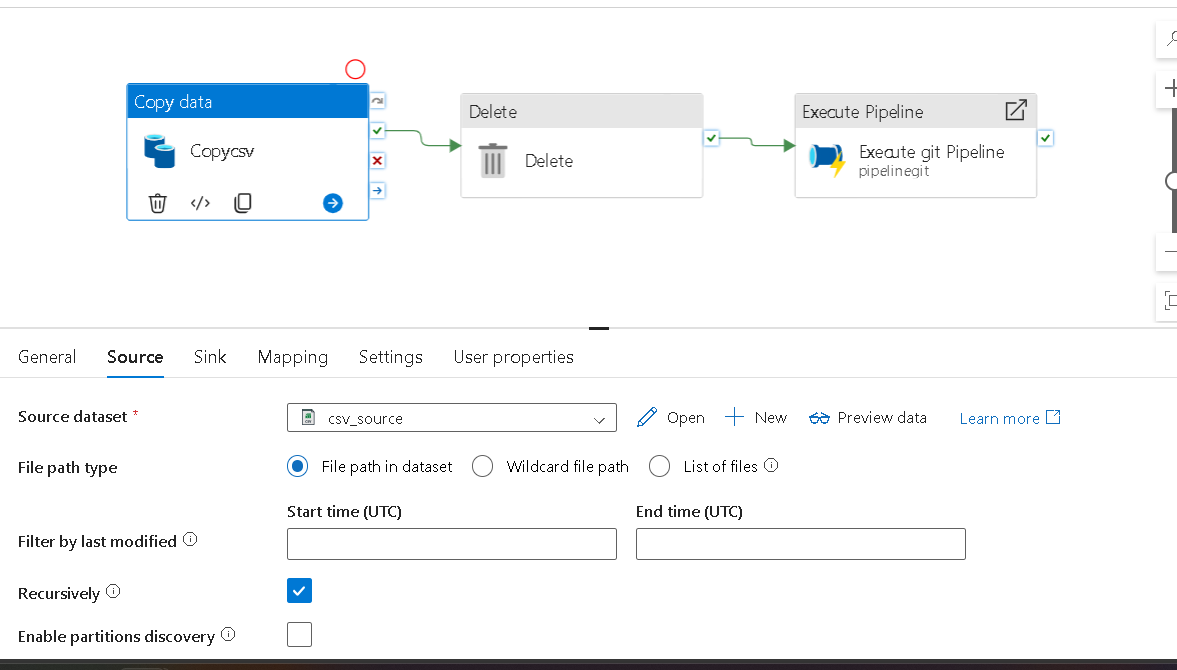 Copy data
Copycsv
Delete
Delete
Execute Pipeline
Execute git Pipeline
pipelinegit
General Source Sink Mapping Settings User properties
Source dataset *
csv_source
Open New Preview data Learn more
File path type
File path in dataset Wildcard file path List of files
Start time (UTC) End time (UTC)
Filter by last modified
Recursively
Enable partitions discovery